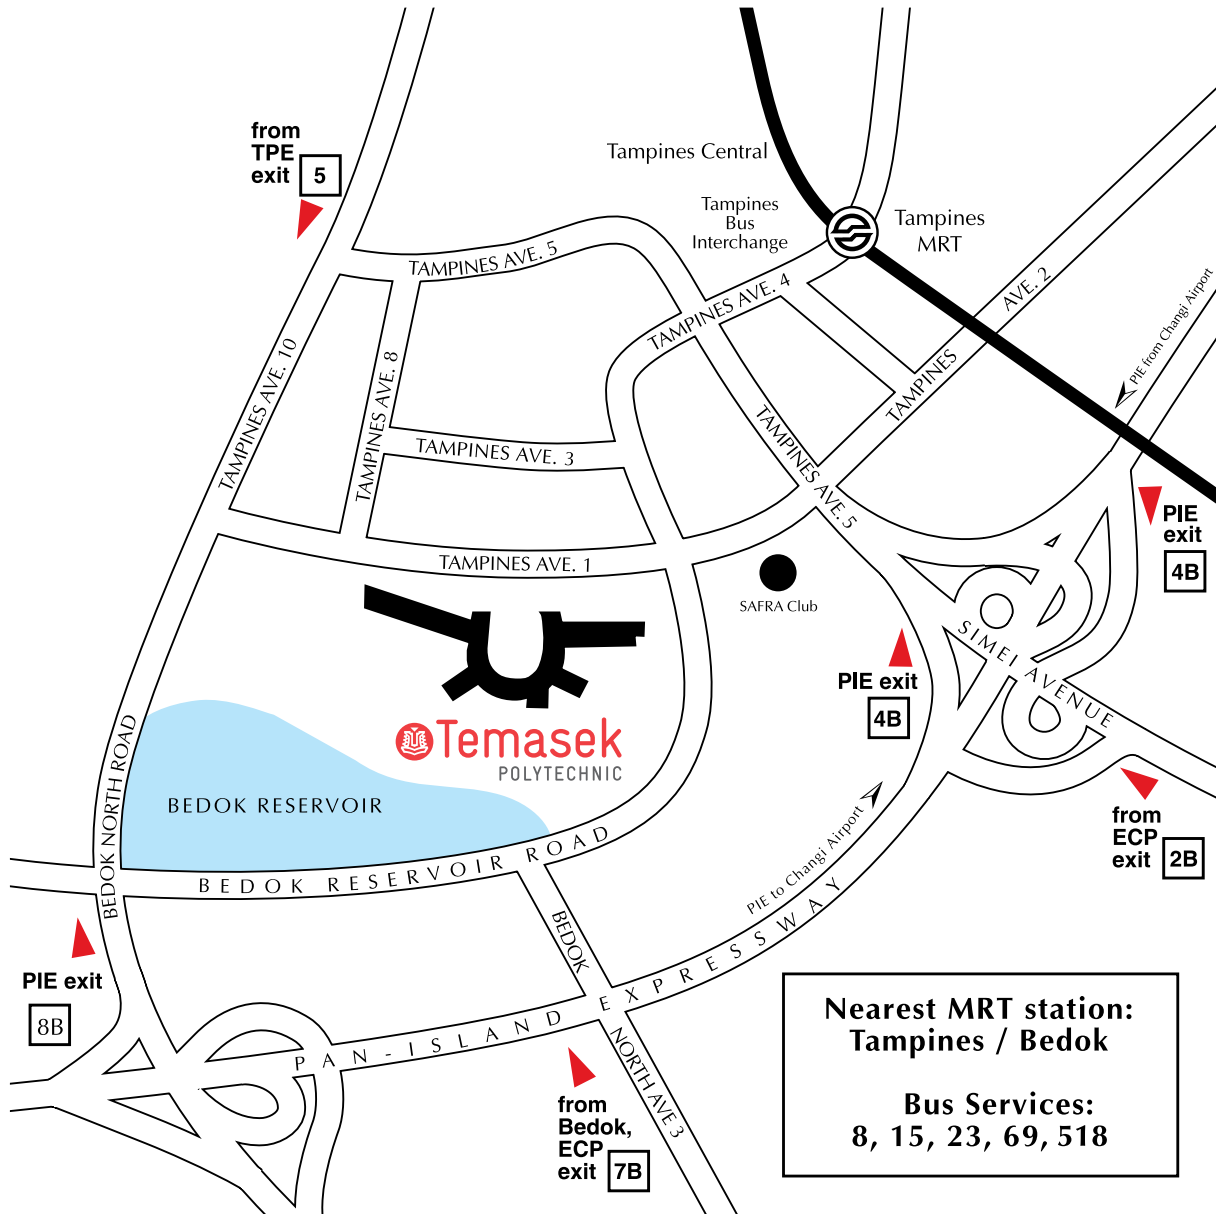 from
TPE
exit 5
Tampines Central
Tampines
Bus
Interchange
Tampines
MRT
TAMPINES AVE. 5
TAMPINES AVE. 4
AVE. 2
TAMPINES
PIE from Changi Airport
TAMPINES AVE. 10
TAMPINES AVE. 8
TAMPINES AVE. 3
TAMPINES AVE. 5
TAMPINES AVE. 1
PIE
exit
4B
SAFRA Club
SIMEI AVENUE
PIE exit
4B
Temasek
POLYTECHNIC
BEDOK NORTH ROAD
BEDOK RESERVOIR
BEDOK RESERVOIR ROAD
PIE to Changi Airport
from
ECP
exit 2B
BEDOK
NORTH AVE 3
PAN-ISLAND EXPRESSWAY
PIE exit
8B
from
Bedok,
ECP
exit 7B
Nearest MRT station:
Tampines / Bedok
Bus Services:
8, 15, 23, 69, 518